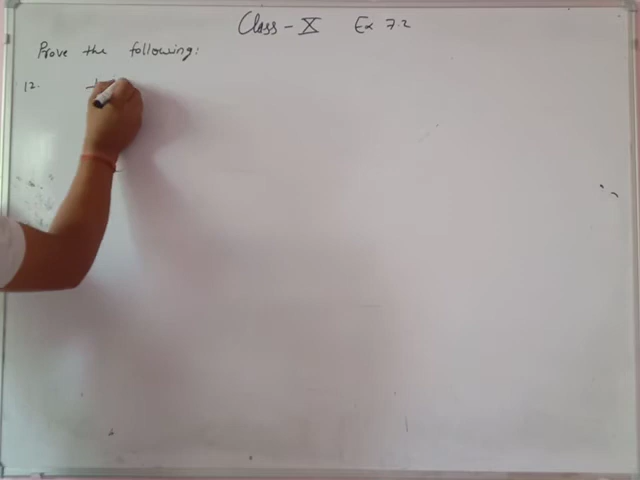 Class - X Ex 7.2
Prove the following:
12.